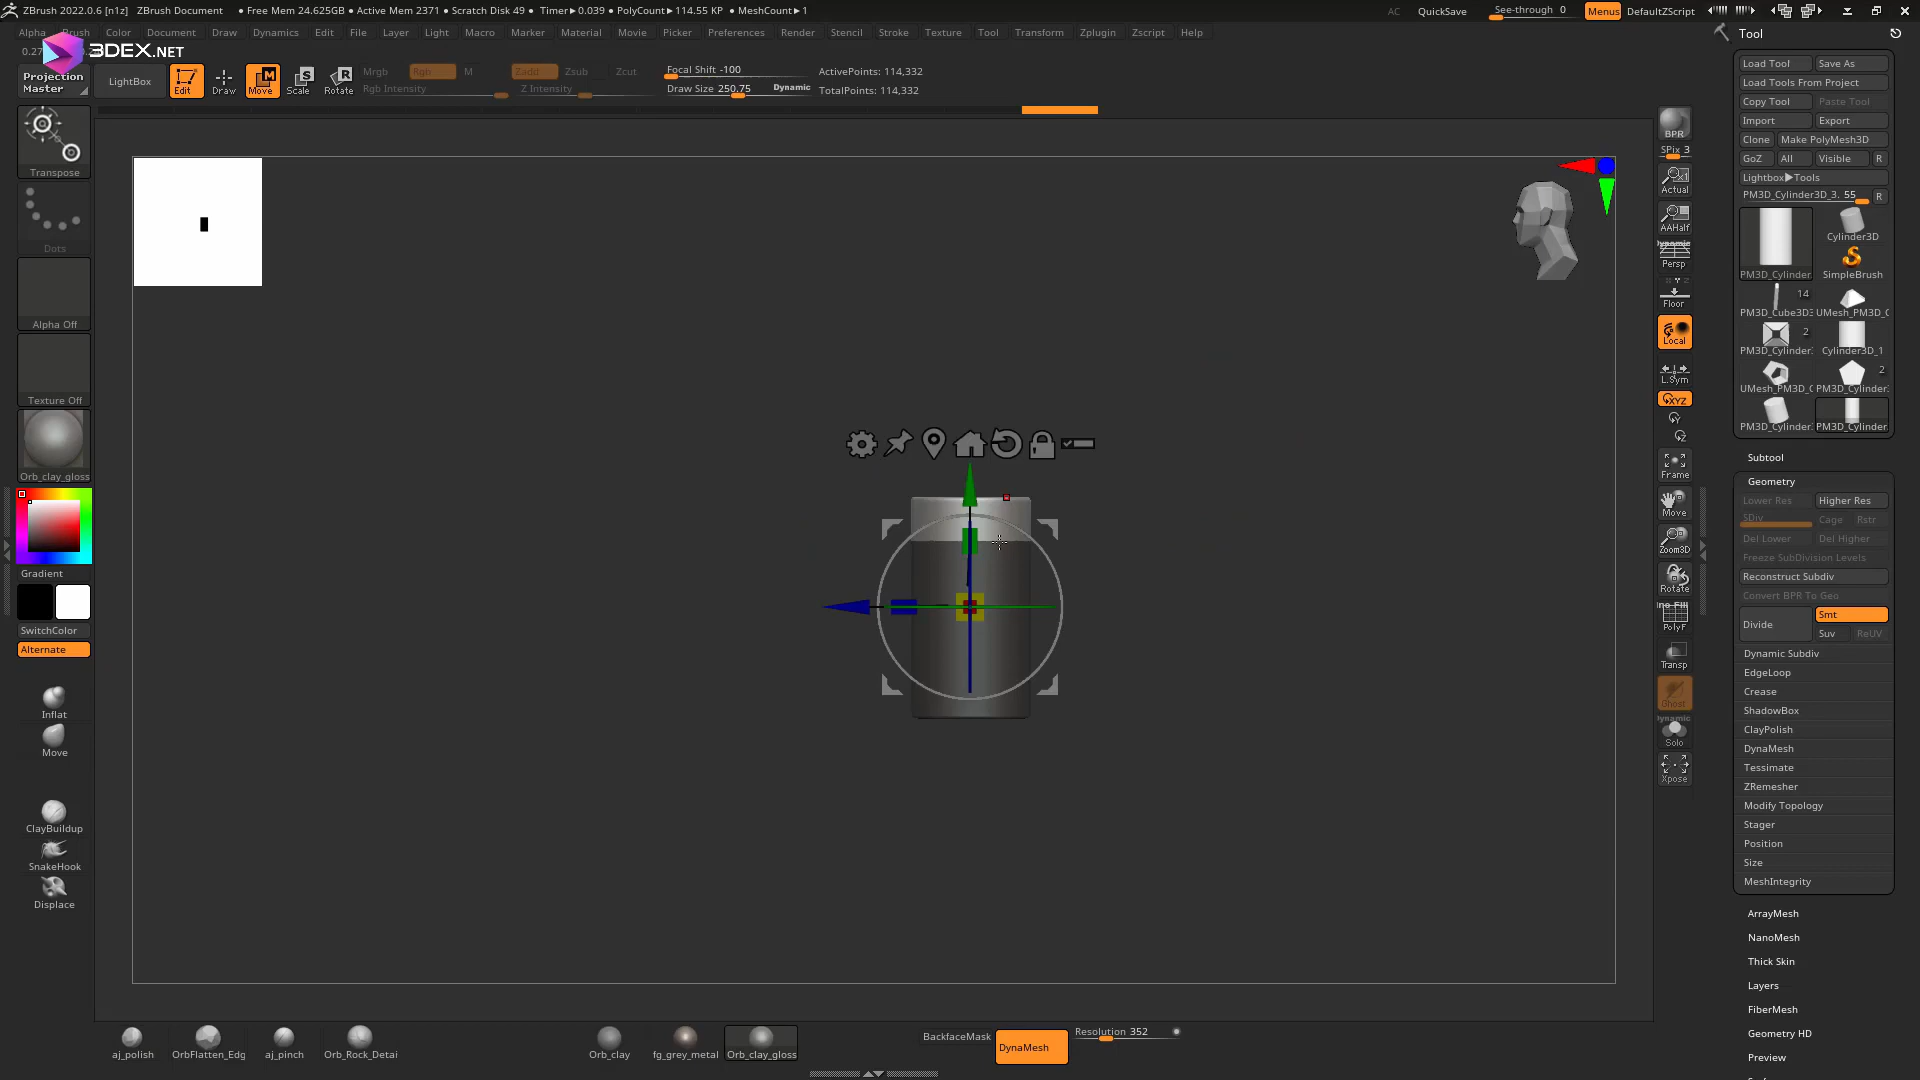 ZBrush 2022.0.6 [n1z] ZBrush Document • Free Mem 24.625GB • Active Mem 2371 • Scratch Disk 49 • Timer▶0.039 • PolyCount▶114.55 KP • MeshCount▶1 AC QuickSave See-through 0 Menus DefaultZScript
Alpha Brush Color Document Draw Dynamics Edit File Layer Light Macro Marker Material Movie Picker Preferences Render Stencil Stroke Texture Tool Transform Zplugin Zscript Help
3DEX.NET
Projection Master
LightBox
Edit Draw Move Scale Rotate
Mrgb Rgb M Zadd Zsub Zcut
Rgb Intensity Z Intensity
Focal Shift -100
Draw Size 250.75 Dynamic
ActivePoints: 114,332
TotalPoints: 114,332
Transpose
Dots
Alpha Off
Texture Off
Orb_clay_gloss
Gradient
SwitchColor
Alternate
Inflat
Move
ClayBuildup
SnakeHook
Displace
BPR
SPix 3
Actual
AAHalf
Dynamic
Persp
Floor
Local
L.Sym
XYZ
Frame
Move
Zoom3D
Rotate
PolyF
Transp
Ghost
Dynamic
Solo
Xpose
Tool
Load Tool Save As
Load Tools From Project
Copy Tool Paste Tool
Import Export
Clone Make PolyMesh3D
GoZ All Visible R
Lightbox▶Tools
PM3D_Cylinder3D_3. 55 R
PM3D_Cylinder Cylinder3D
SimpleBrush
14
PM3D_Cube3D3 UMesh_PM3D_C
2
PM3D_Cylinder: Cylinder3D_1
2
UMesh_PM3D_C PM3D_Cylinder:
PM3D_Cylinder: PM3D_Cylinder
Subtool
Geometry
Lower Res Higher Res
SDiv Cage Rstr
Del Lower Del Higher
Freeze SubDivision Levels
Reconstruct Subdiv
Convert BPR To Geo
Divide Smt
Suv ReUV
Dynamic Subdiv
EdgeLoop
Crease
ShadowBox
ClayPolish
DynaMesh
Tessimate
ZRemesher
Modify Topology
Stager
Position
Size
MeshIntegrity
ArrayMesh
NanoMesh
Thick Skin
Layers
FiberMesh
Geometry HD
Preview
aj_polish OrbFlatten_Edg aj_pinch Orb_Rock_Detai Orb_clay fg_grey_metal Orb_clay_gloss
BackfaceMask DynaMesh Resolution 352